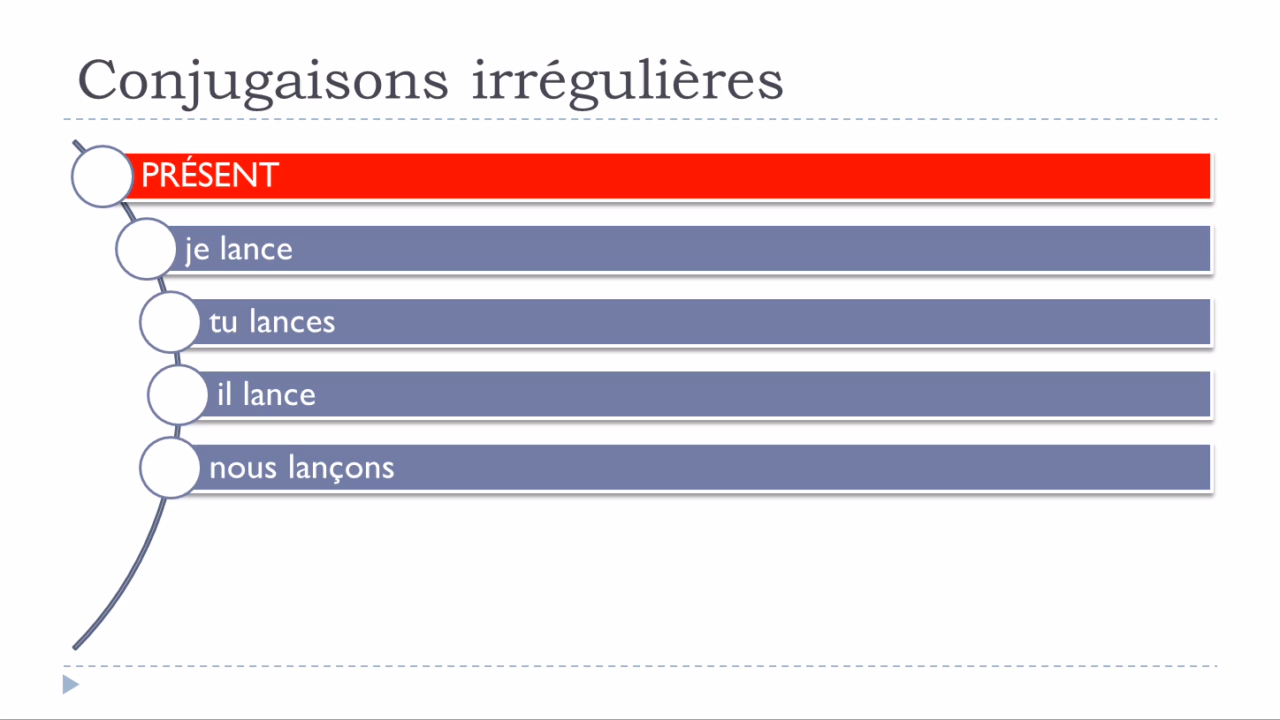 Conjugaisons irrégulières
PRÉSENT
je lance
tu lances
il lance
nous lançons